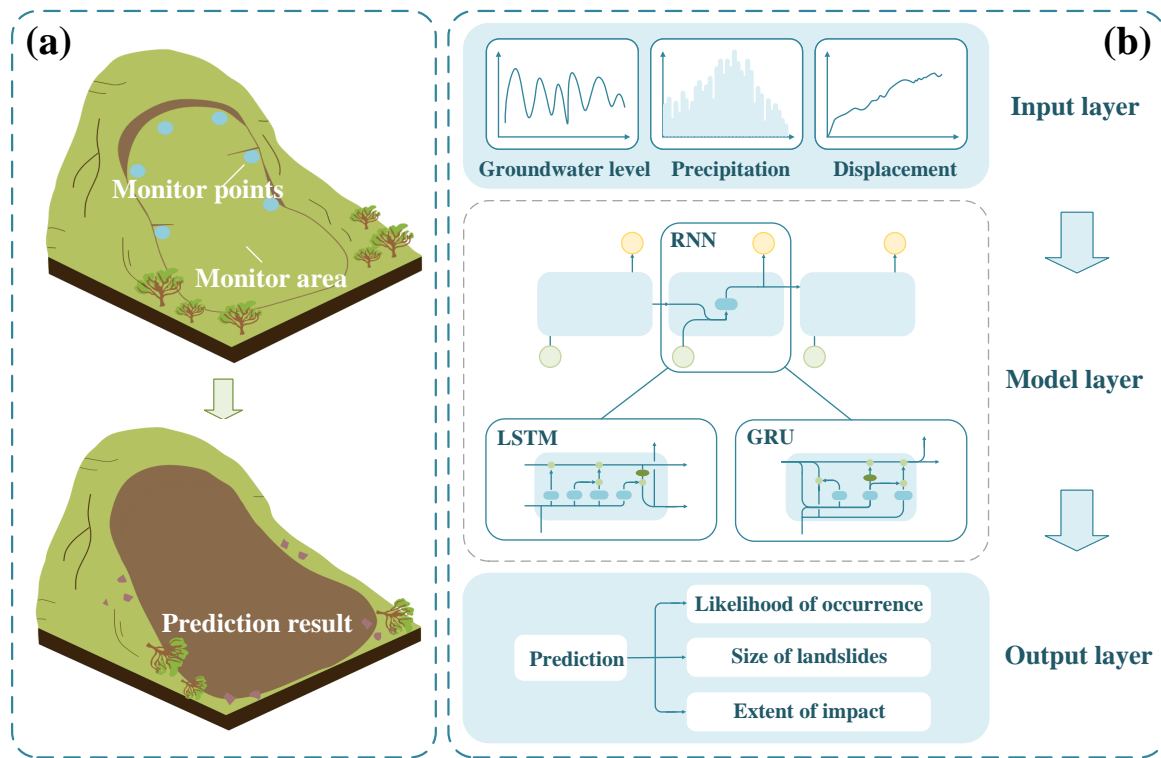 (a)
Monitor points
Monitor area
Prediction result
(b)
Groundwater level
Precipitation
Displacement
Input layer
RNN
LSTM
GRU
Model layer
Prediction
Likelihood of occurrence
Size of landslides
Extent of impact
Output layer